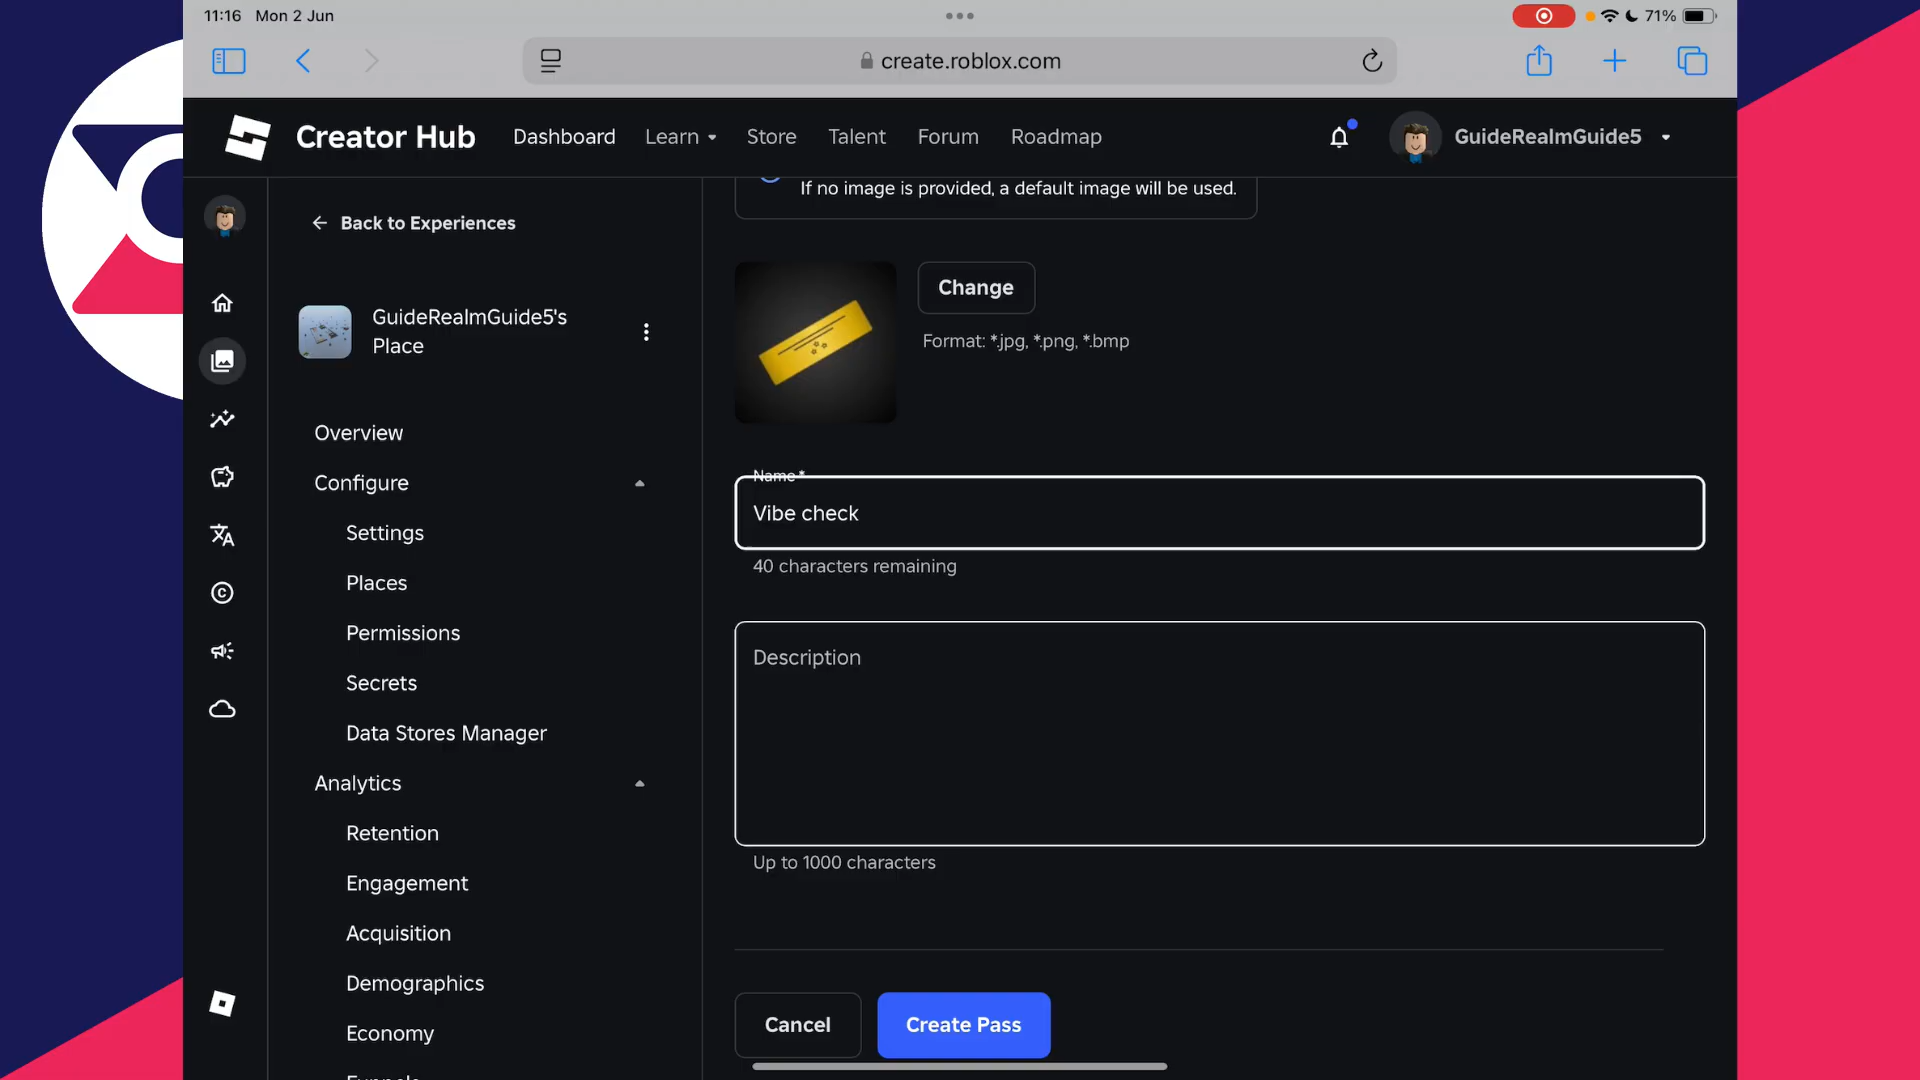 11:16 Mon 2 Jun
71%
create.roblox.com
Creator Hub
Dashboard
Learn
Store
Talent
Forum
Roadmap
GuideRealmGuide5
If no image is provided, a default image will be used.
Back to Experiences
GuideRealmGuide5's
Place
Overview
Configure
Settings
Places
Permissions
Secrets
Data Stores Manager
Analytics
Retention
Engagement
Acquisition
Demographics
Economy
Funnels
Change
Format: *.jpg, *.png, *.bmp
Name*
Vibe check
40 characters remaining
Description
Up to 1000 characters
Cancel
Create Pass